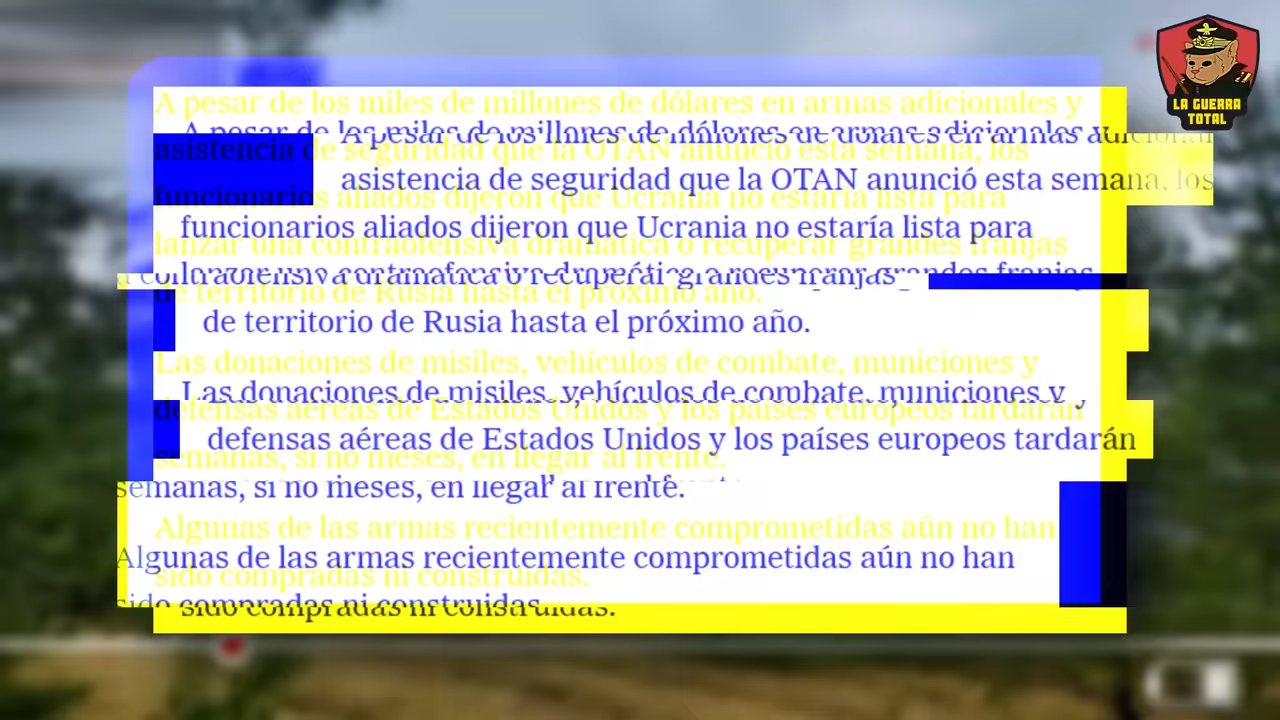 A pesar de los miles de millones de dólares en armas adicionales y
asistencia de seguridad que la OTAN anunció esta semana, los
funcionarios aliados dijeron que Ucrania no estaría lista para
lanzar una contraofensiva dramática o recuperar grandes franjas
de territorio de Rusia hasta el próximo año.
Las donaciones de misiles, vehículos de combate, municiones y
defensas aéreas de Estados Unidos y los países europeos tardarán
semanas, si no meses, en llegar al frente.
Algunas de las armas recientemente comprometidas aún no han
sido compradas ni construidas.
LA GUERRA
TOTAL